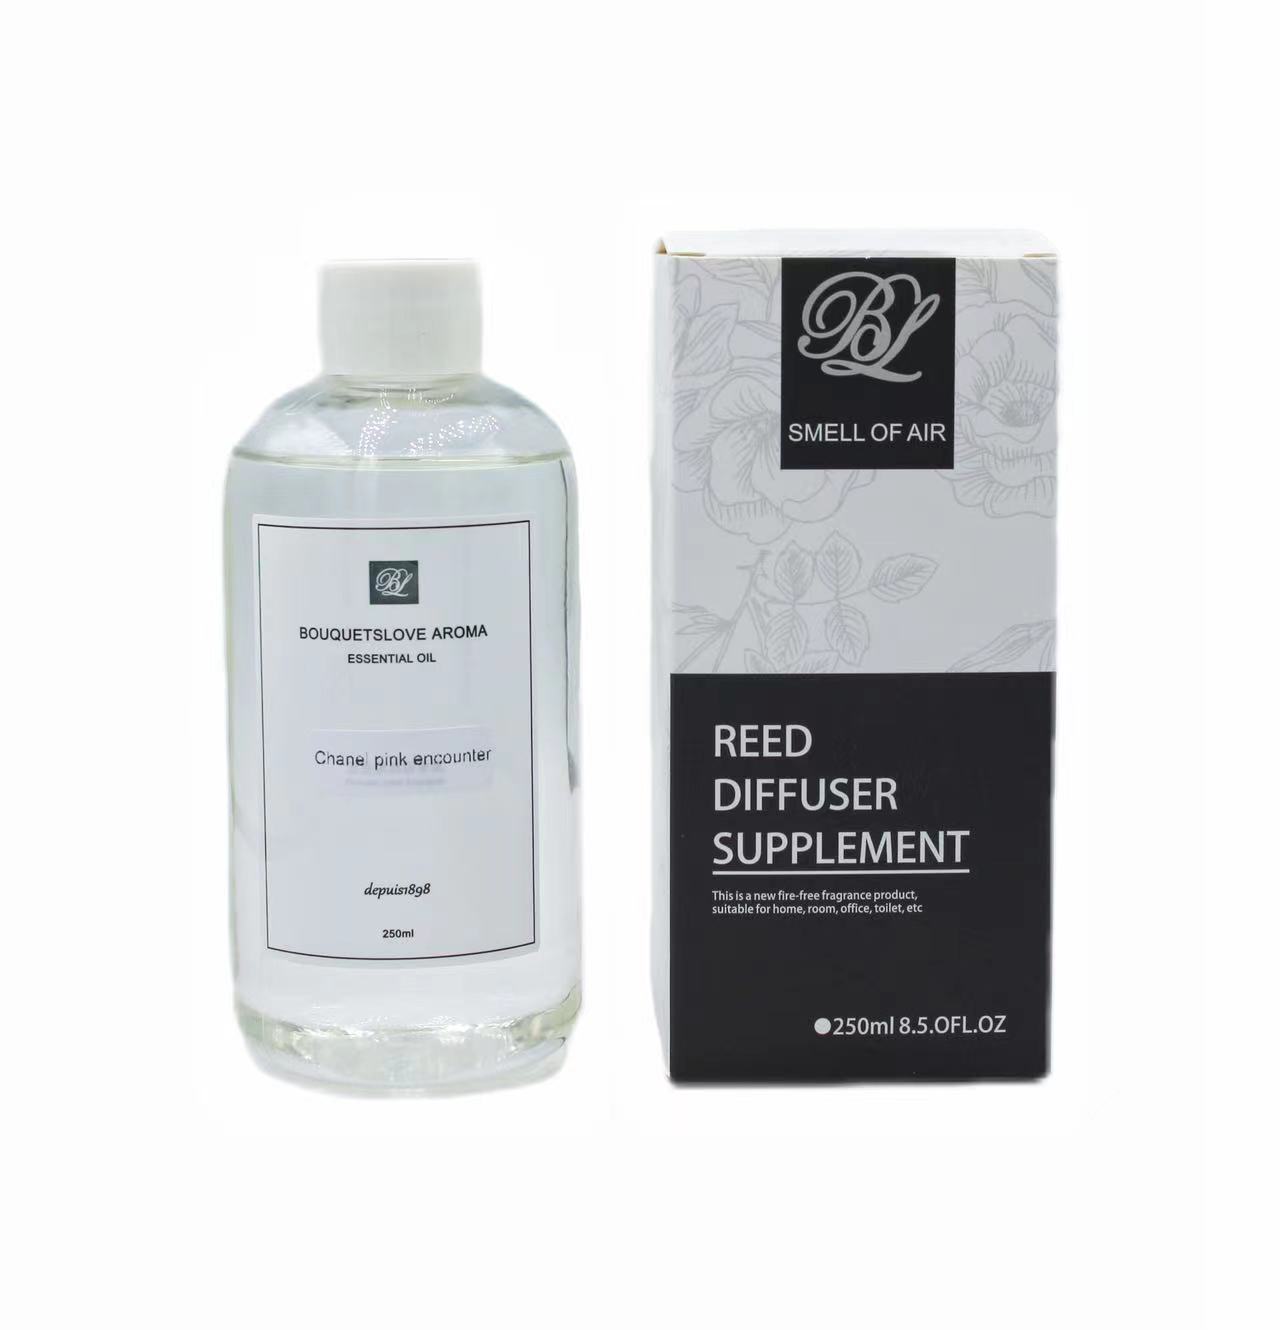 BL
BOUQUETSLOVE AROMA
ESSENTIAL OIL
Chanel pink encounter
depuis1898
250ml
BL
SMELL OF AIR
REED
DIFFUSER
SUPPLEMENT
This is a new fire-free fragrance product,
suitable for home, room, office, toilet, etc
●250ml 8.5.OFL.OZ